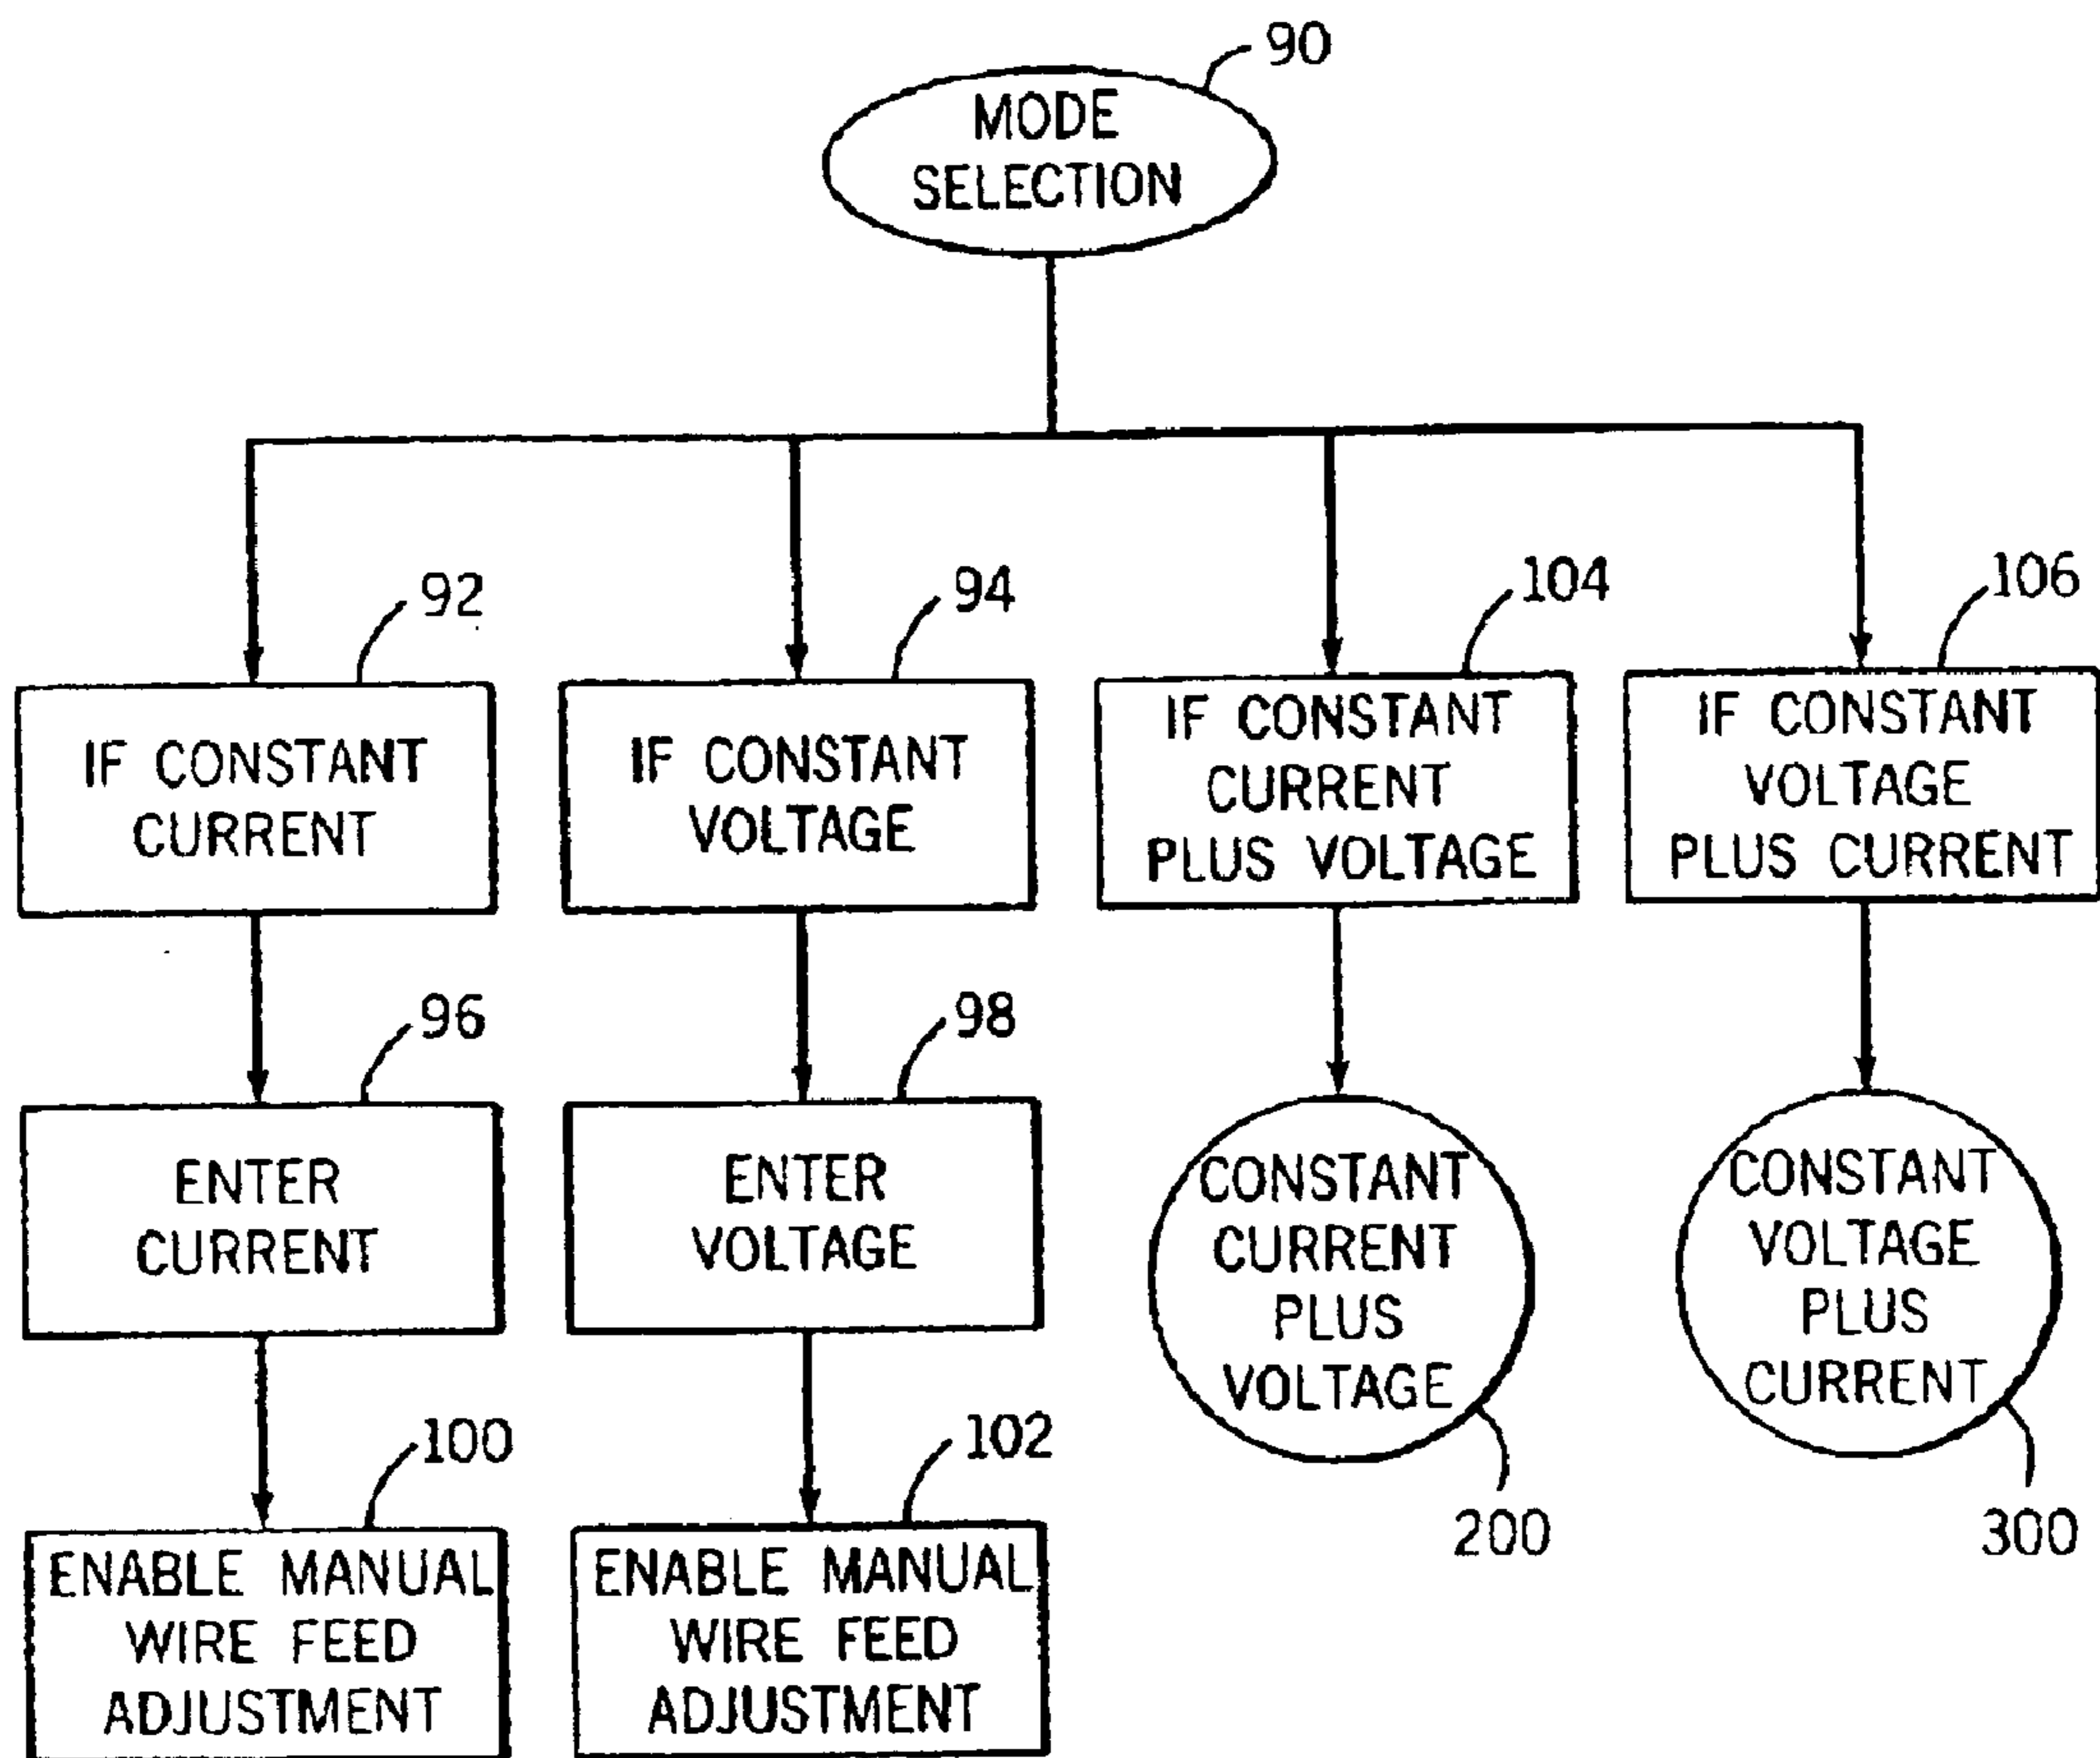 90
MODE
SELECTION
92
IF CONSTANT
CURRENT
94
IF CONSTANT
VOLTAGE
104
IF CONSTANT
CURRENT
PLUS VOLTAGE
106
IF CONSTANT
VOLTAGE
PLUS CURRENT
96
ENTER
CURRENT
98
ENTER
VOLTAGE
CONSTANT
CURRENT
PLUS
VOLTAGE
200
CONSTANT
VOLTAGE
PLUS
CURRENT
300
100
ENABLE MANUAL
WIRE FEED
ADJUSTMENT
102
ENABLE MANUAL
WIRE FEED
ADJUSTMENT